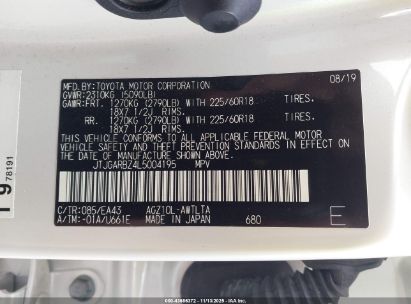 MFD.BY:TOYOTA MOTOR CORPORATION 08/19
GVWR:2310KG (5090LB)
GAWR:FRT. 1270KG (2790LB) WITH 225/60R18 TIRES.
18X7 1/2J RIMS.
RR. 1270KG (2790LB) WITH 225/60R18 TIRES.
18X7 1/2J RIMS.
THIS VEHICLE CONFORMS TO ALL APPLICABLE FEDERAL MOTOR
VEHICLE SAFETY, BUMPER, AND THEFT PREVENTION STANDARDS
IN EFFECT ON THE DATE OF MANUFACTURE SHOWN ABOVE.
JTJGARBZ4L5004195 MPV
C/TR:085/EA43 AGZ10L-AWTLTA
A/TM:-01A/U661E MADE IN JAPAN 680 E
78191